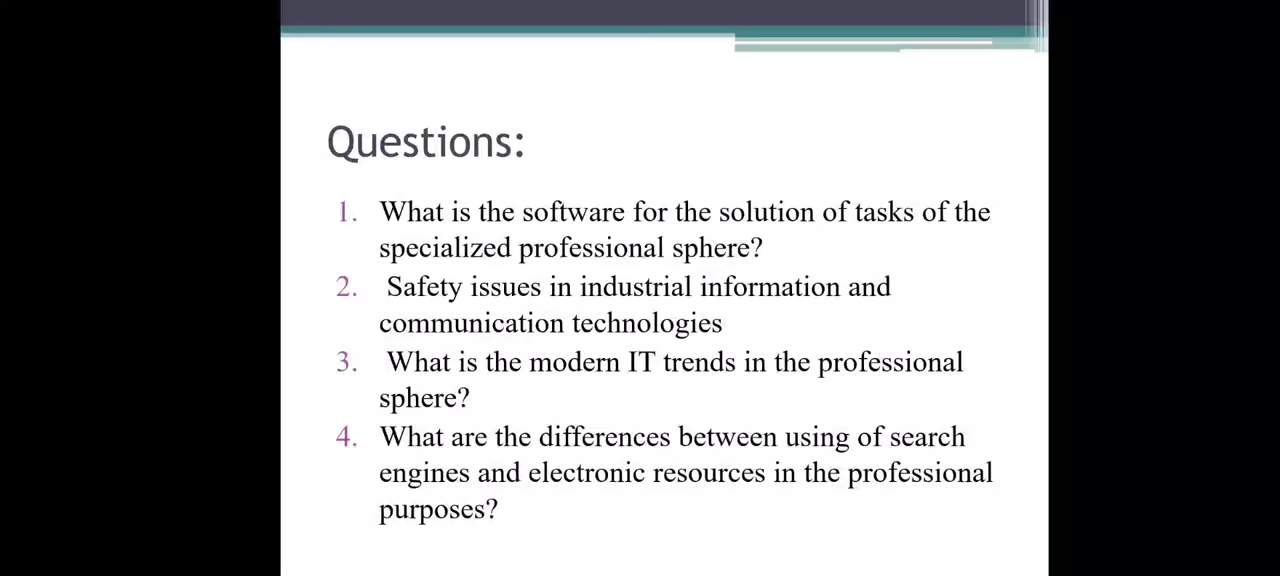 Questions:
1. What is the software for the solution of tasks of the
specialized professional sphere?
2. Safety issues in industrial information and
communication technologies
3. What is the modern IT trends in the professional
sphere?
4. What are the differences between using of search
engines and electronic resources in the professional
purposes?